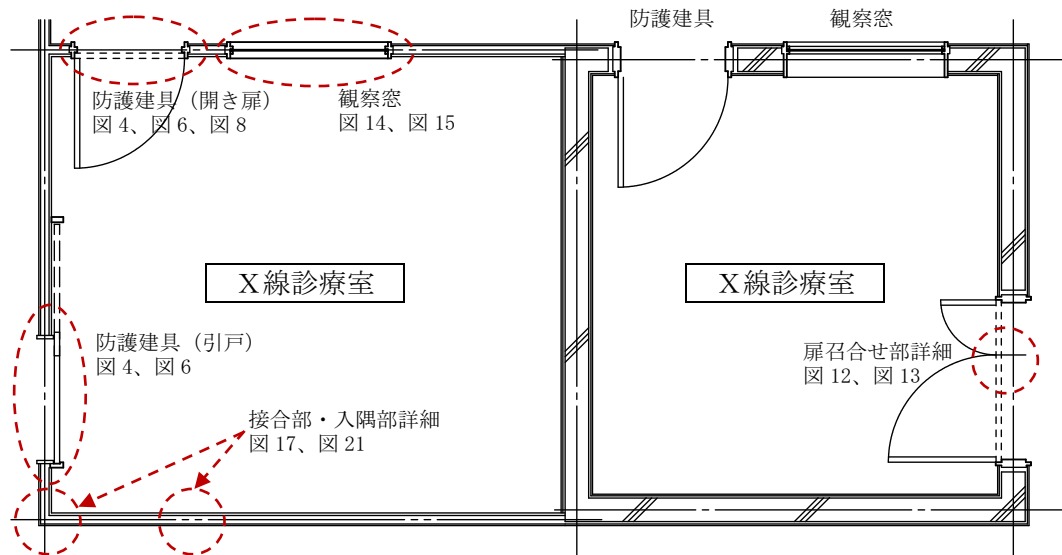 防護建具
観察窓
防護建具（開き扉）
図 4、図 6、図 8
観察窓
図 14、図 15
Ｘ線診療室
Ｘ線診療室
防護建具（引戸）
図 4、図 6
扉召合せ部詳細
図 12、図 13
接合部・入隅部詳細
図 17、図 21